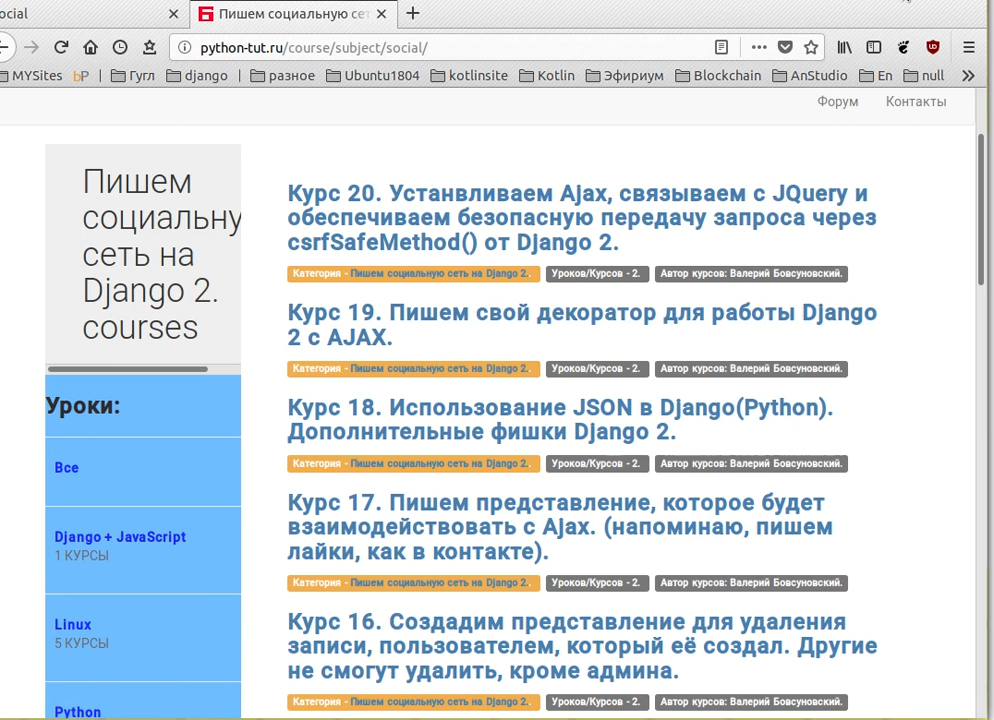 ocial
Пишем социальную сет
python-tut.ru/course/subject/social/
MYSites bP | Гугл django | разное Ubuntu1804 kotlinsite Kotlin Эфириум Blockchain AnStudio En null
Форум Контакты
Пишем
социальну
сеть на
Django 2.
courses
Уроки:
Все
Django + JavaScript
1 КУРСЫ
Linux
5 КУРСЫ
Python
Курс 20. Устанвливаем Ajax, связываем с JQuery и
обеспечиваем безопасную передачу запроса через
csrfSafeMethod() от Django 2.
Категория - Пишем социальную сеть на Django 2. Уроков/Курсов - 2. Автор курсов: Валерий Бовсуновский.
Курс 19. Пишем свой декоратор для работы Django
2 с AJAX.
Категория - Пишем социальную сеть на Django 2. Уроков/Курсов - 2. Автор курсов: Валерий Бовсуновский.
Курс 18. Использование JSON в Django(Python).
Дополнительные фишки Django 2.
Категория - Пишем социальную сеть на Django 2. Уроков/Курсов - 2. Автор курсов: Валерий Бовсуновский.
Курс 17. Пишем представление, которое будет
взаимодействовать с Ajax. (напоминаю, пишем
лайки, как в контакте).
Категория - Пишем социальную сеть на Django 2. Уроков/Курсов - 2. Автор курсов: Валерий Бовсуновский.
Курс 16. Создадим представление для удаления
записи, пользователем, который её создал. Другие
не смогут удалить, кроме админа.
Категория - Пишем социальную сеть на Django 2. Уроков/Курсов - 2. Автор курсов: Валерий Бовсуновский.